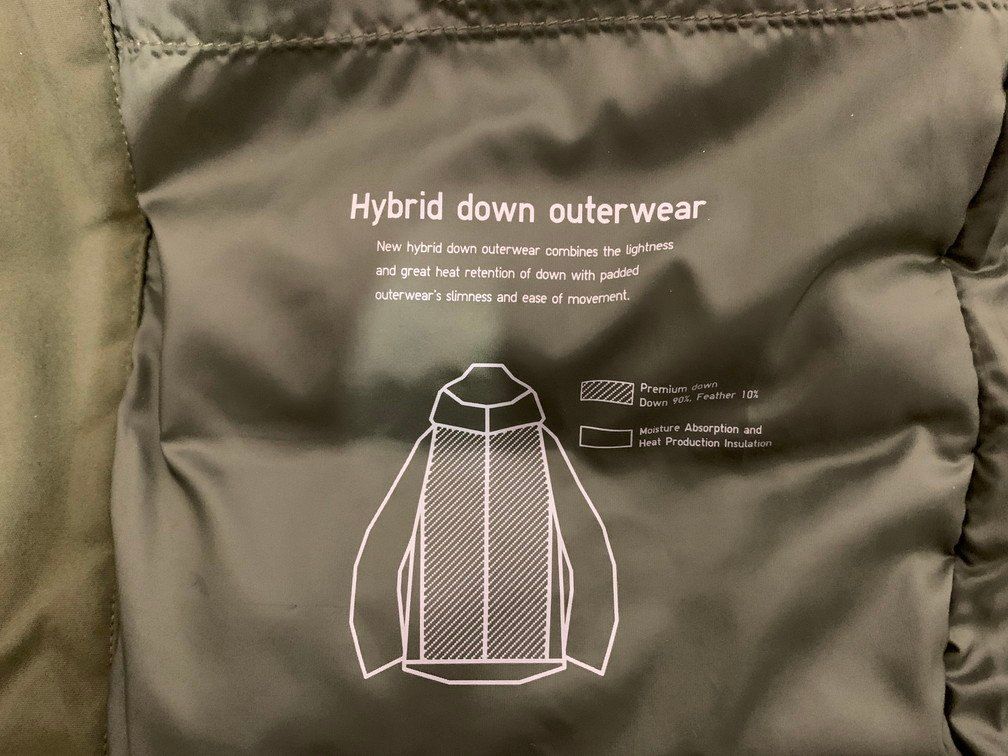 Hybrid down outerwear
New hybrid down outerwear combines the lightness
and great heat retention of down with padded
outerwear's slimness and ease of movement.
Premium down
Down 90%, Feather 10%
Moisture Absorption and
Heat Production Insulation